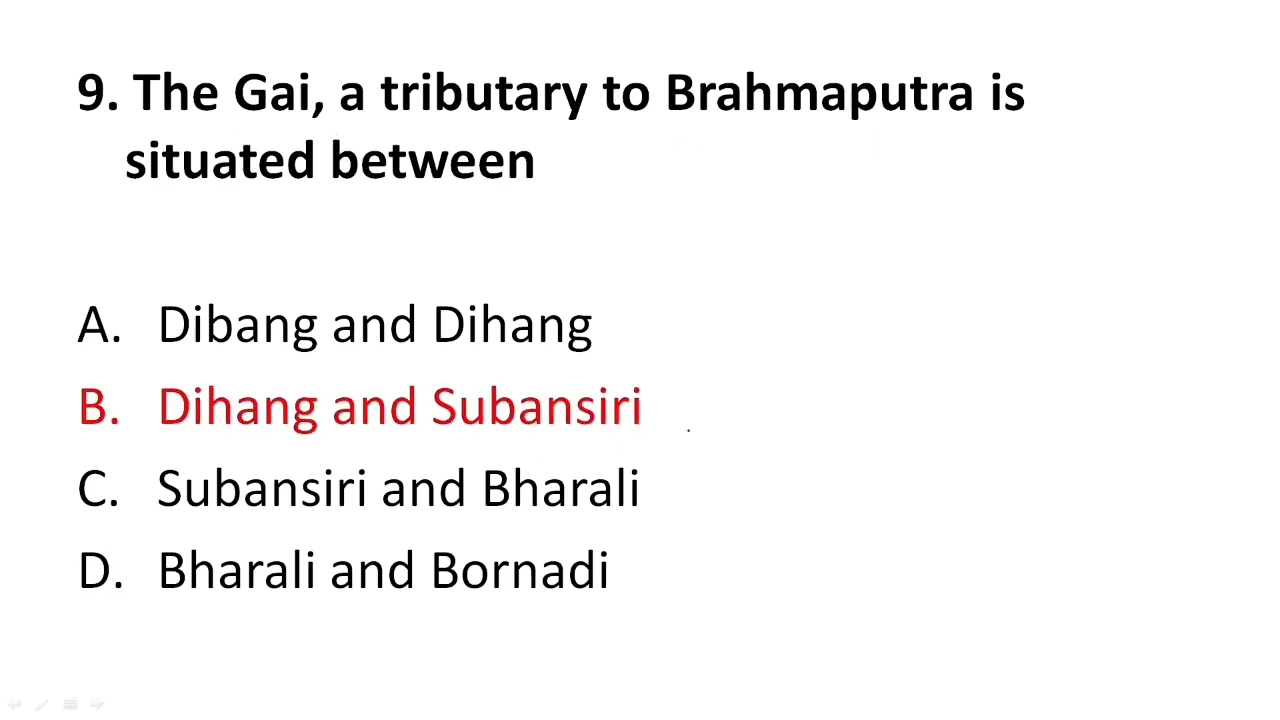 9. The Gai, a tributary to Brahmaputra is
situated between
A. Dibang and Dihang
B. Dihang and Subansiri
C. Subansiri and Bharali
D. Bharali and Bornadi